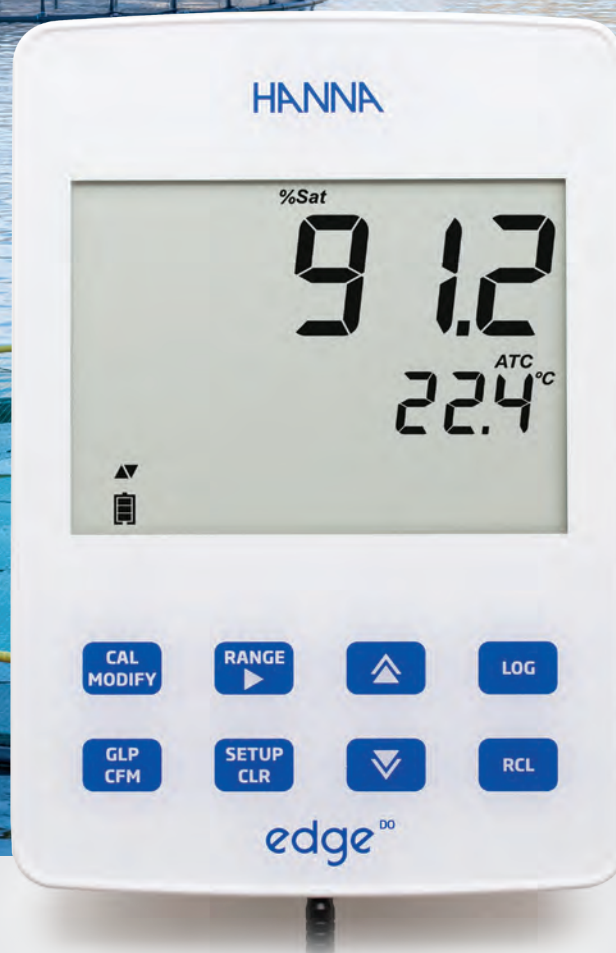 HANNA
%Sat
91.2
ATC
22.4 °C
CAL MODIFY
RANGE
LOG
GLP CFM
SETUP CLR
RCL
edge DO